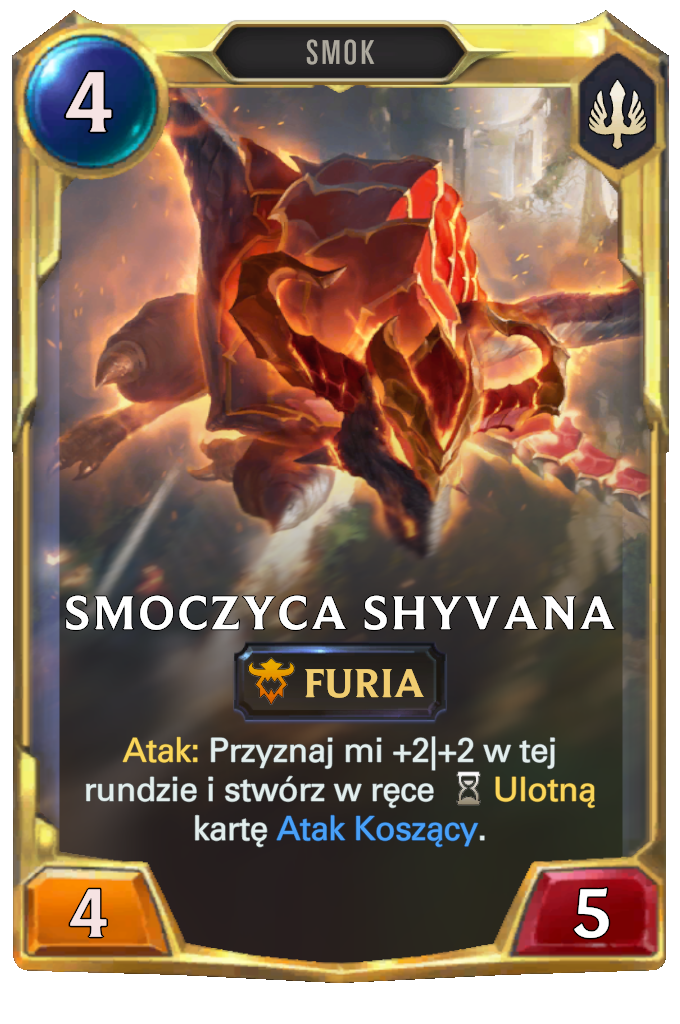 SMOK
4
SMOCZYCA SHYVANA
FURIA
Atak: Przyznaj mi +2|+2 w tej
rundzie i stwórz w ręce Ulotną
kartę Atak Koszący.
4
5